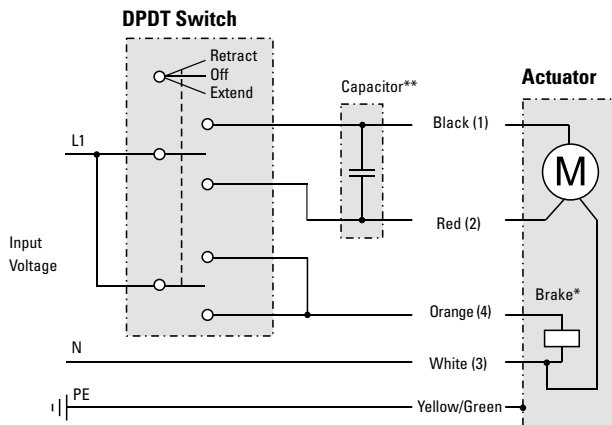 DPDT Switch
Retract
Off
Extend
Capacitor**
Actuator
L1
Black (1)
M
Red (2)
Input
Voltage
Brake*
Orange (4)
N
White (3)
PE
Yellow/Green